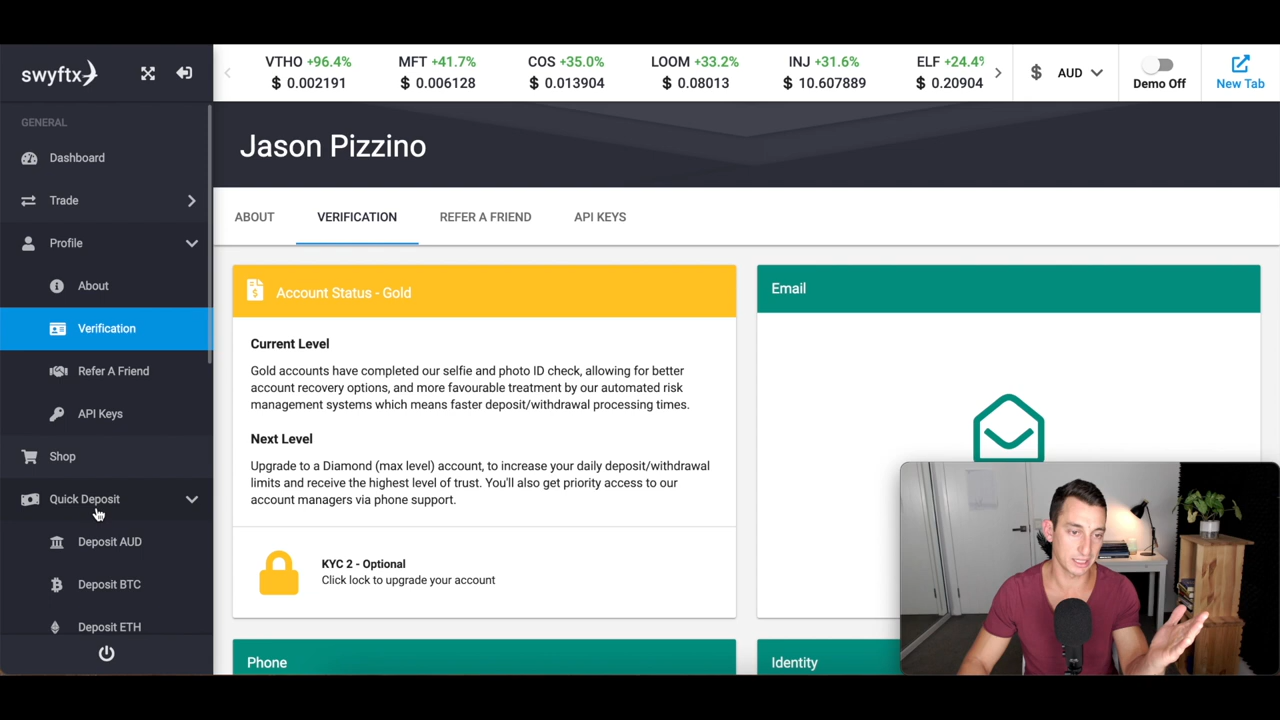 swyftx
VTHO +96.4%
$ 0.002191
MFT +41.7%
$ 0.006128
COS +35.0%
$ 0.013904
LOOM +33.2%
$ 0.08013
INJ +31.6%
$ 10.607889
ELF +24.4%
$ 0.20904
$ AUD
Demo Off
New Tab
GENERAL
Dashboard
Trade
Profile
About
Verification
Refer A Friend
API Keys
Shop
Quick Deposit
Deposit AUD
Deposit BTC
Deposit ETH
Jason Pizzino
ABOUT
VERIFICATION
REFER A FRIEND
API KEYS
Account Status - Gold
Current Level
Gold accounts have completed our selfie and photo ID check, allowing for better
account recovery options, and more favourable treatment by our automated risk
management systems which means faster deposit/withdrawal processing times.
Next Level
Upgrade to a Diamond (max level) account, to increase your daily deposit/withdrawal
limits and receive the highest level of trust. You'll also get priority access to our
account managers via phone support.
KYC 2 - Optional
Click lock to upgrade your account
Email
Phone
Identity